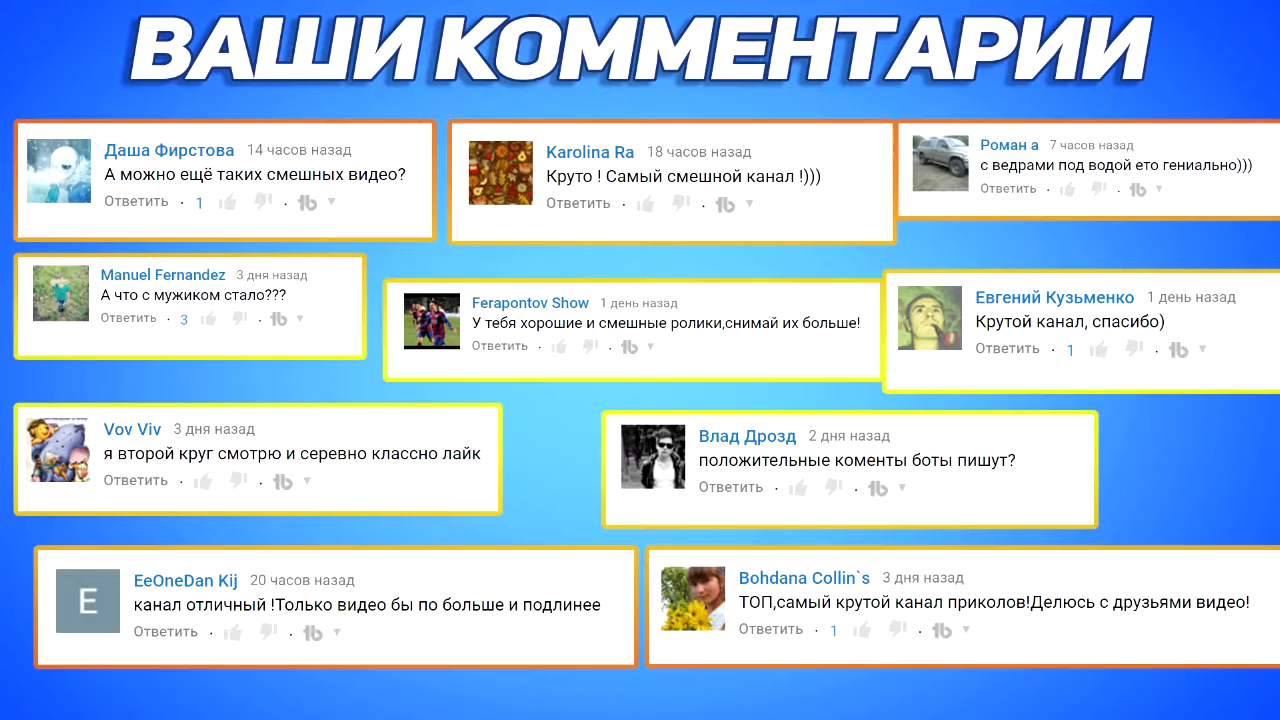 ВАШИ КОММЕНТАРИИ
Даша Фирстова 14 часов назад
А можно ещё таких смешных видео?
Ответить · 1
Karolina Ra 18 часов назад
Круто ! Самый смешной канал !)))
Ответить ·
Роман а 7 часов назад
с ведрами под водой ето гениально)))
Ответить ·
Manuel Fernandez 3 дня назад
А что с мужиком стало???
Ответить · 3
Ferapontov Show 1 день назад
У тебя хорошие и смешные ролики,снимай их больше!
Ответить ·
Евгений Кузьменко 1 день назад
Крутой канал, спасибо)
Ответить · 1
Vov Viv 3 дня назад
я второй круг смотрю и серевно классно лайк
Ответить ·
Влад Дрозд 2 дня назад
положительные коменты боты пишут?
Ответить ·
E
EeOneDan Kij 20 часов назад
канал отличный !Только видео бы по больше и подлинее
Ответить ·
Bohdana Collin`s 3 дня назад
ТОП,самый крутой канал приколов!Делюсь с друзьями видео!
Ответить · 1